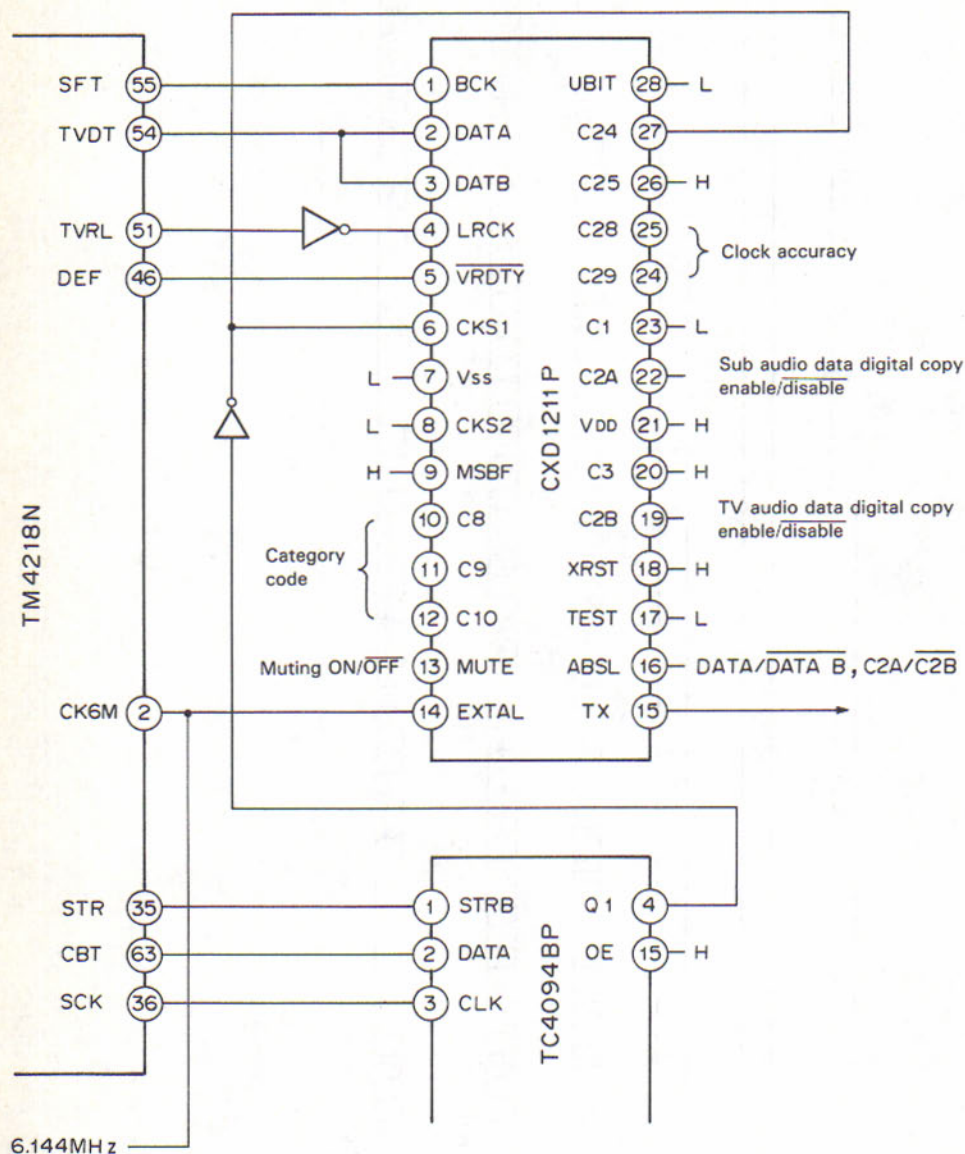 TM4218N
SFT 55
TVDT 54
TVRL 51
DEF 46
CK6M 2
STR 35
CBT 63
SCK 36
6.144MHz
CXD1211P
1 BCK
2 DATA
3 DATB
4 LRCK
5 VRDTY
6 CKS1
L 7 Vss
L 8 CKS2
H 9 MSBF
Category
code
10 C8
11 C9
12 C10
Muting ON/OFF 13 MUTE
14 EXTAL
UBIT 28 L
C24 27
C25 26 H
C28 25
C29 24
Clock accuracy
C1 23 L
C2A 22
Sub audio data digital copy
enable/disable
VDD 21 H
C3 20 H
C2B 19
TV audio data digital copy
enable/disable
XRST 18 H
TEST 17 L
ABSL 16 DATA/DATA B, C2A/C2B
TX 15
TC4094BP
1 STRB
2 DATA
3 CLK
Q1 4
OE 15 H